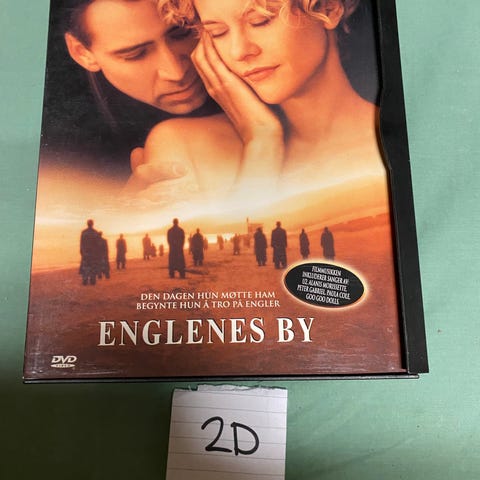 FILMMUSIKKEN
INKLUDERER SANGER AV
U2, ALANIS MORISSETTE,
PETER GABRIEL, PAULA COLE,
GOO GOO DOLLS.
DEN DAGEN HUN MØTTE HAM
BEGYNTE HUN Å TRO PÅ ENGLER
ENGLENES BY
DVD
VIDEO
2D